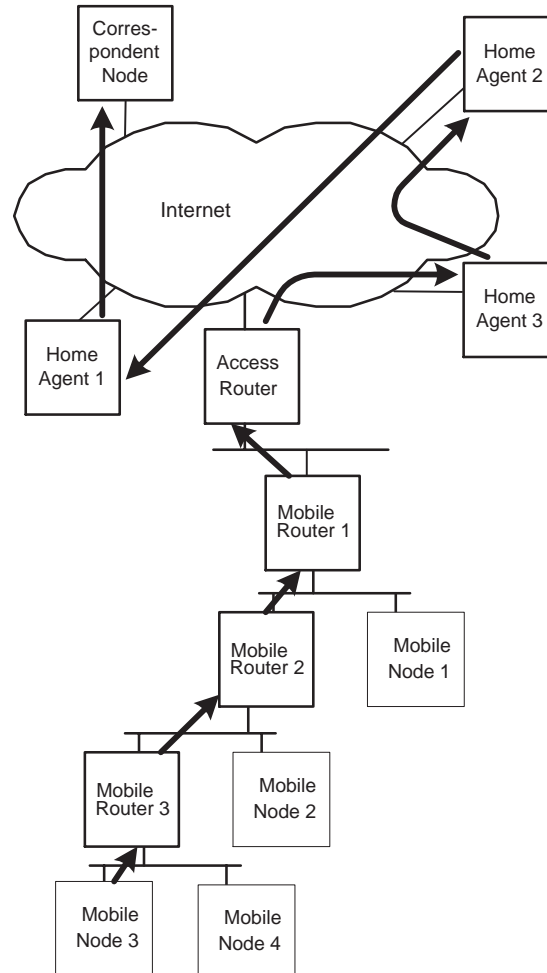 Corres-
pondent
Node
Home
Agent 2
Internet
Home
Agent 3
Home
Agent 1
Access
Router
Mobile
Router 1
Mobile
Router 2
Mobile
Node 1
Mobile
Router 3
Mobile
Node 2
Mobile
Node 3
Mobile
Node 4